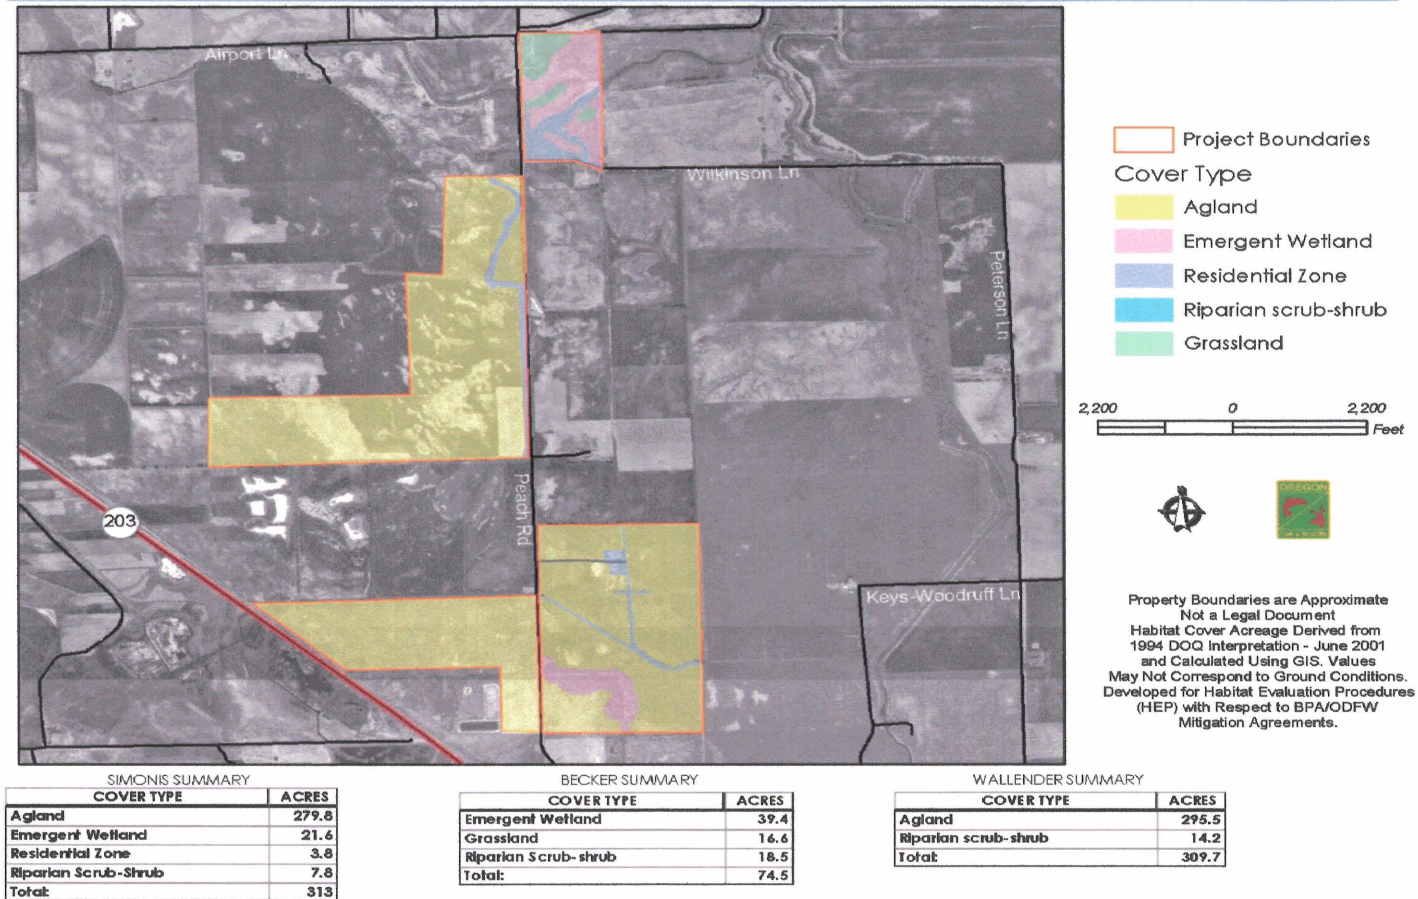 Airport Ln
Wilkinson Ln
Peterson Ln
Peach Rd
203
Keys-Woodruff Ln
Project Boundaries
Cover Type
Agland
Emergent Wetland
Residential Zone
Riparian scrub-shrub
Grassland
2,200 0 2,200
Feet
OREGON
Property Boundaries are Approximate
Not a Legal Document
Habitat Cover Acreage Derived from
1994 DOQ Interpretation - June 2001
and Calculated Using GIS. Values
May Not Correspond to Ground Conditions.
Developed for Habitat Evaluation Procedures
(HEP) with Respect to BPA/ODFW
Mitigation Agreements.
SIMONIS SUMMARY
COVER TYPE ACRES
Agland 279.8
Emergent Wetland 21.6
Residential Zone 3.8
Riparian Scrub-Shrub 7.8
Total: 313
BECKER SUMMARY
COVER TYPE ACRES
Emergent Wetland 39.4
Grassland 16.6
Riparian Scrub-shrub 18.5
Total: 74.5
WALLENDER SUMMARY
COVER TYPE ACRES
Agland 295.5
Riparian scrub-shrub 14.2
Total: 309.7